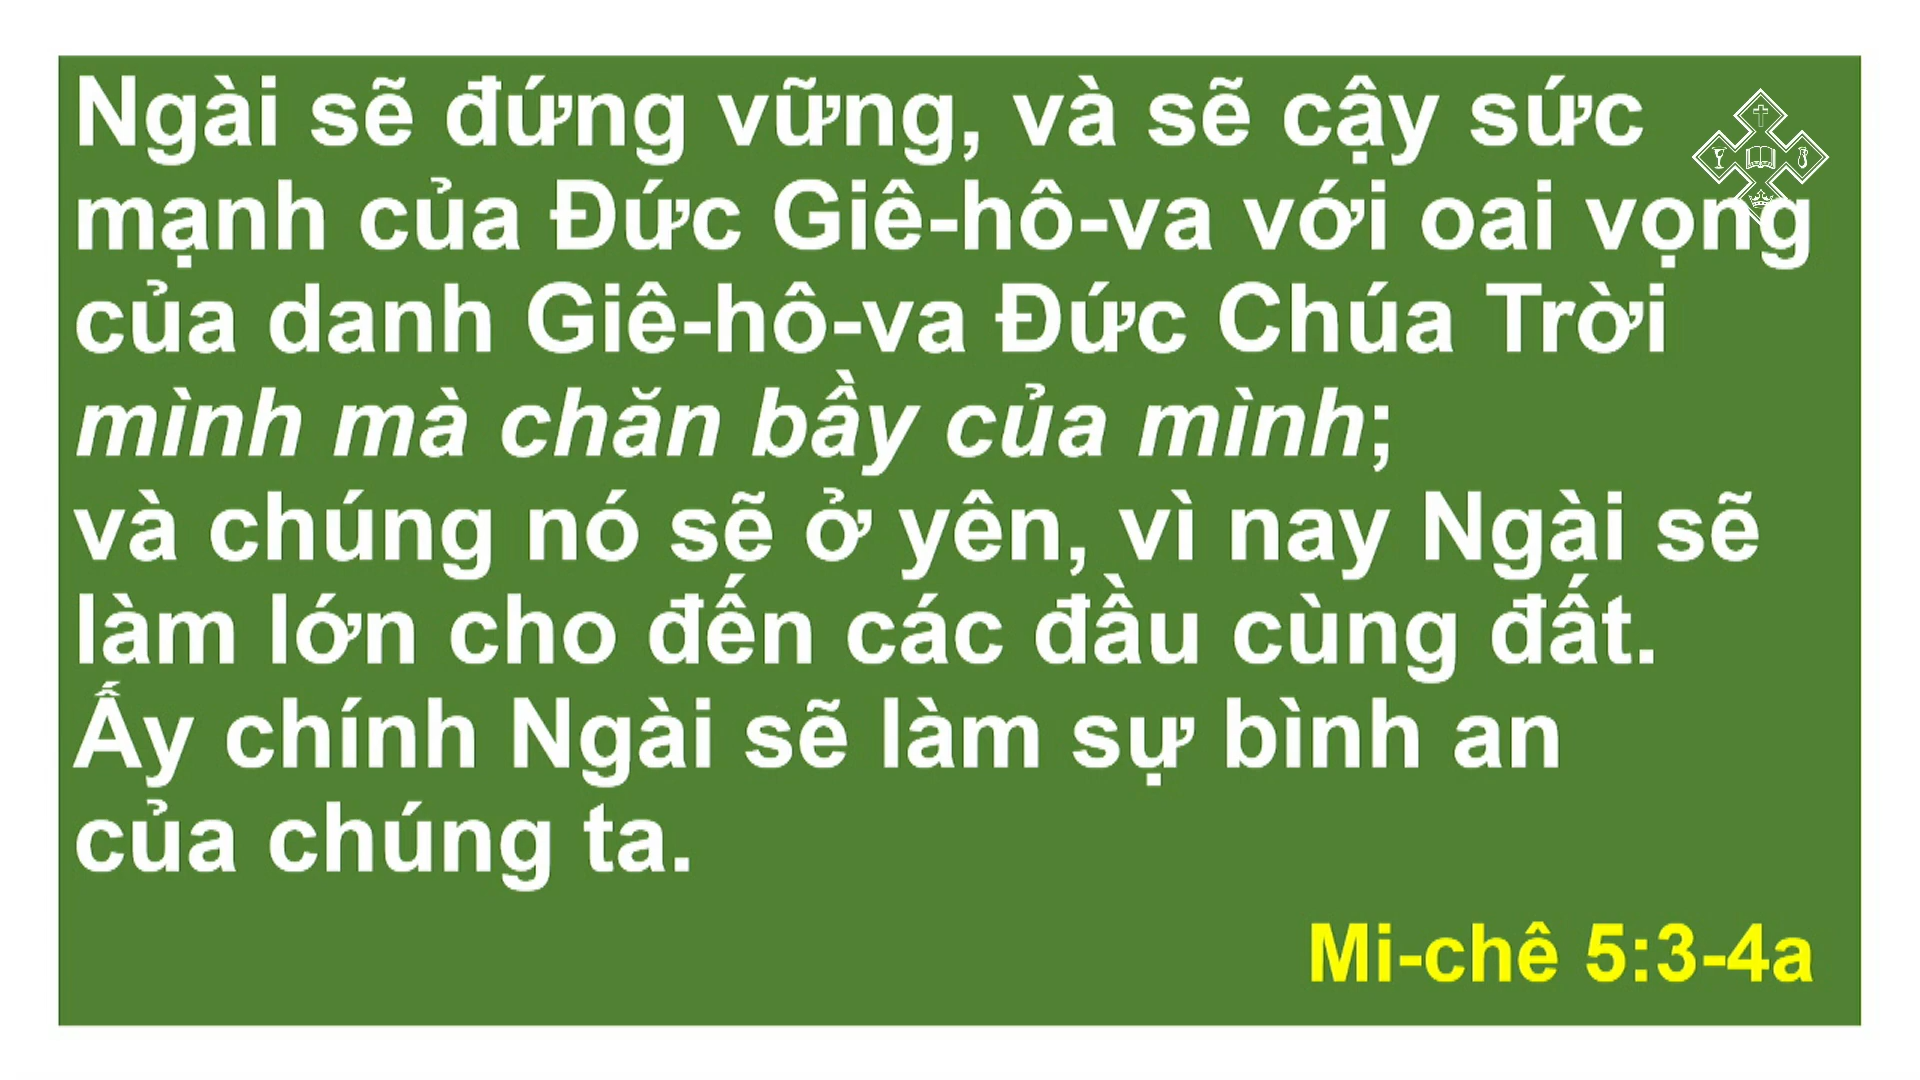 Ngài sẽ đứng vững, và sẽ cậy sức
mạnh của Đức Giê-hô-va với oai vọng
của danh Giê-hô-va Đức Chúa Trời
mình mà chăn bầy của mình;
và chúng nó sẽ ở yên, vì nay Ngài sẽ
làm lớn cho đến các đầu cùng đất.
Ấy chính Ngài sẽ làm sự bình an
của chúng ta.
Mi-chê 5:3-4a